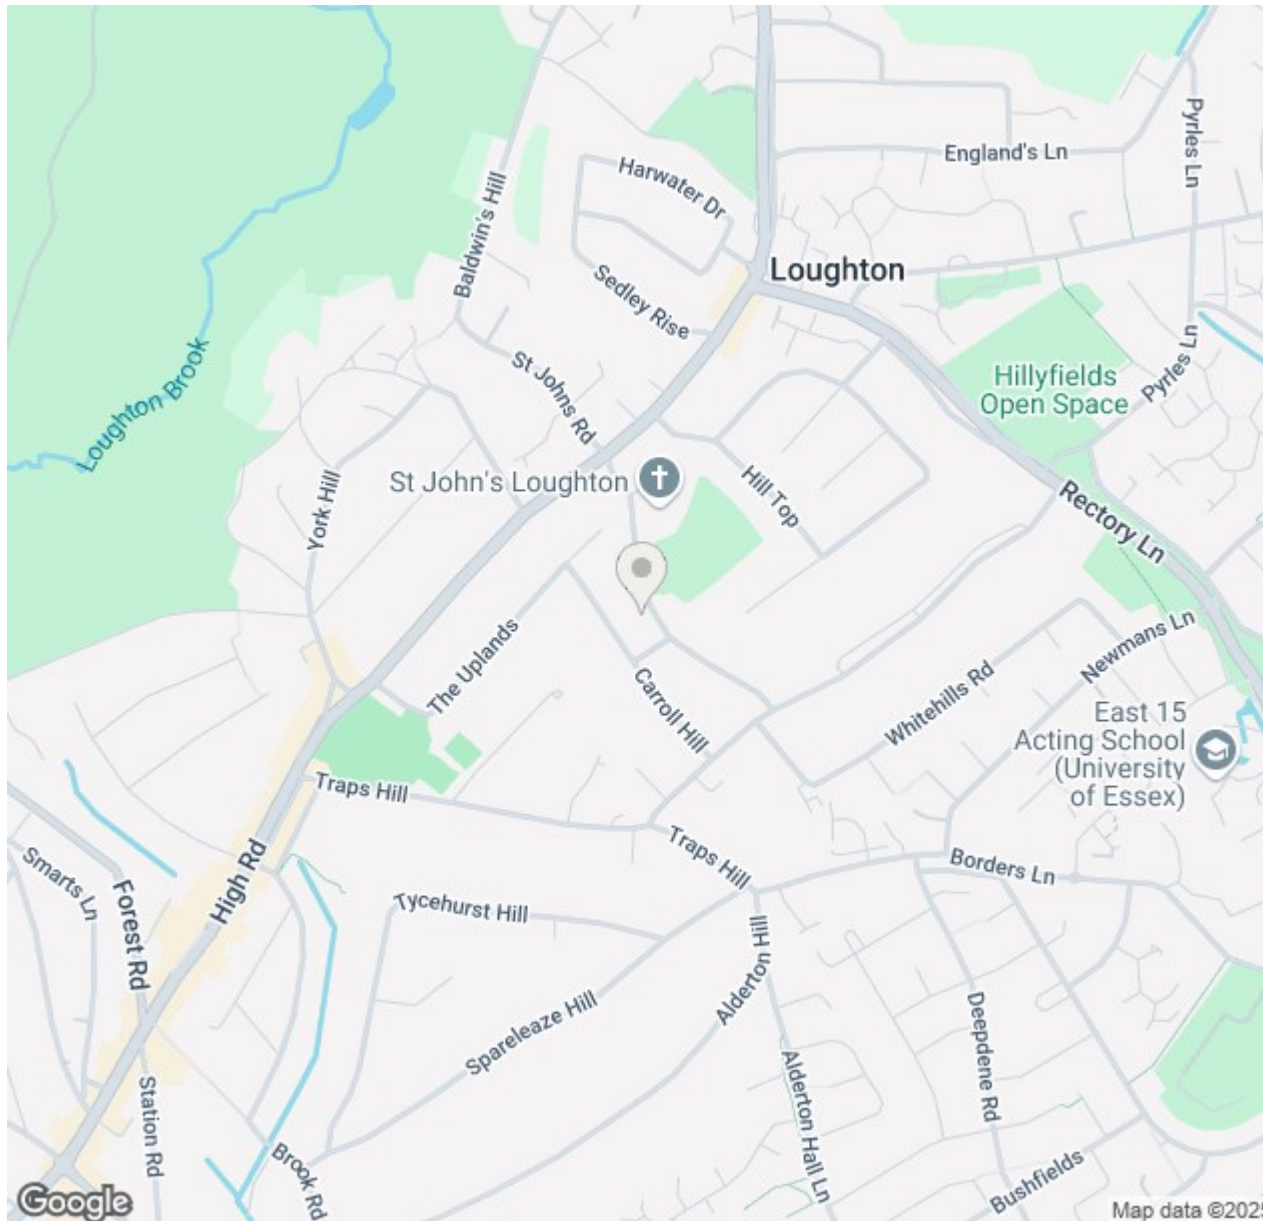 England's Ln
Pyrles Ln
Harwater Dr
Baldwin's Hill
Loughton
Sedley Rise
Loughton Brook
St Johns Rd
Hillyfields
Open Space
Pyrles Ln
St John's Loughton
Hill Top
York Hill
Rectory Ln
The Uplands
Newmans Ln
Carroll Hill
Whitehills Rd
East 15
Acting School
(University
of Essex)
Traps Hill
High Rd
Smarts Ln
Forest Rd
Traps Hill
Borders Ln
Tycehurst Hill
Alderton Hill
Spareleaze Hill
Deepdene Rd
Station Rd
Alderton Hall Ln
Brook Rd
Bushfields
Google
Map data ©2025